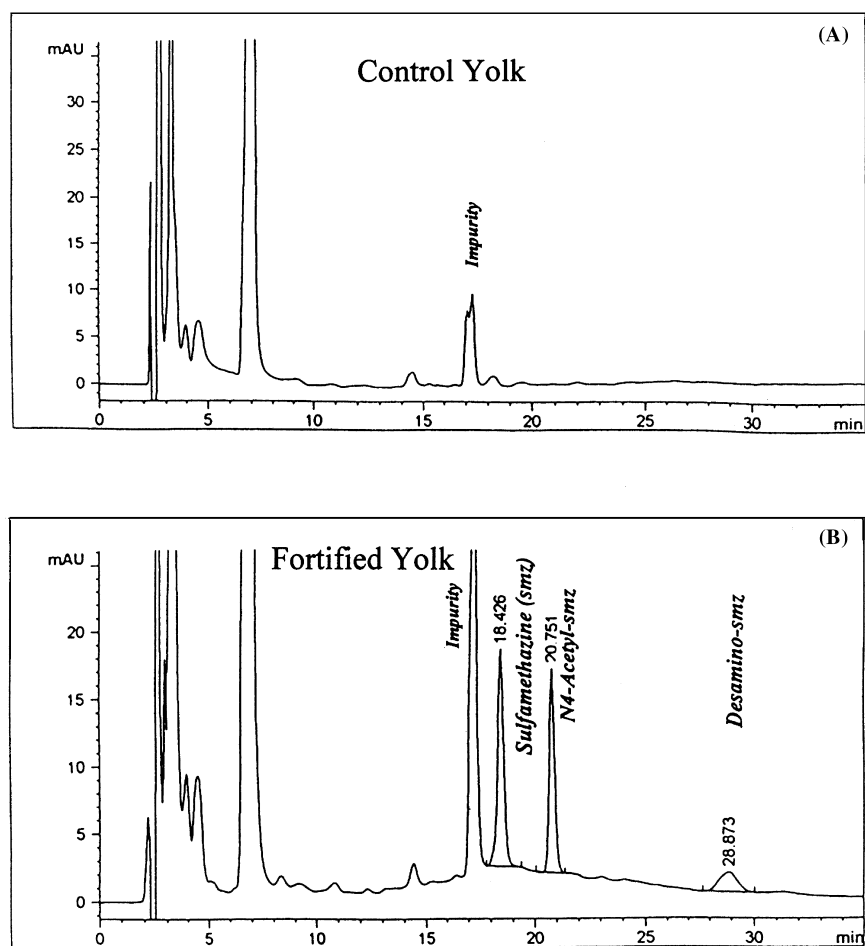 (A)
mAU
Control Yolk
30
25
20
15
10
5
0
Impurity
0 5 10 15 20 25 30 min
(B)
mAU
Fortified Yolk
20
15
10
5
0
Impurity
18.426
Sulfamethazine (smz)
20.751
N4-Acetyl-smz
Desamino-smz
28.873
0 5 10 15 20 25 30 min